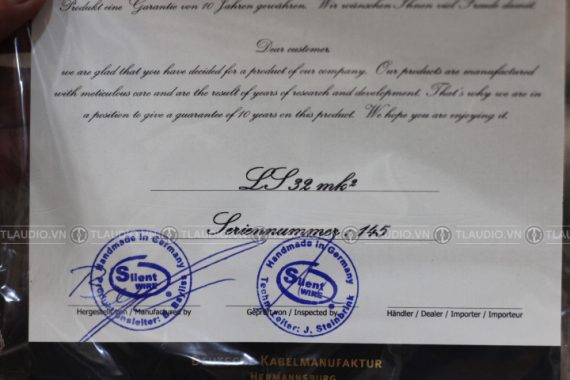 Produkt eine Garantie von 10 Jahren gewähren. Wir wünschen Ihnen viel Freude damit.
Dear customer,
we are glad that you have decided for a product of our company. Our products are manufactured
with meticulous care and are the result of years of research and development. That's why we are in
a position to give a guarantee of 10 years on this product. We hope you are enjoying it.
LS 32 mk²
Seriennummer: 145
TLAUDIO.VN TLAUDIO.VN TLAUDIO.VN TLAUDIO.VN TLAUDIO.VN
Handmade in Germany
Silent
WIRE
®
Handmade in Germany
Silent
WIRE
®
Tech. Leiter: J. Steinbrink
Hergestellt von / Manufactured by
Geprüft von / Inspected by
Händler / Dealer / Importer / Importeur
KABELMANUFAKTUR
HERMANNSBURG